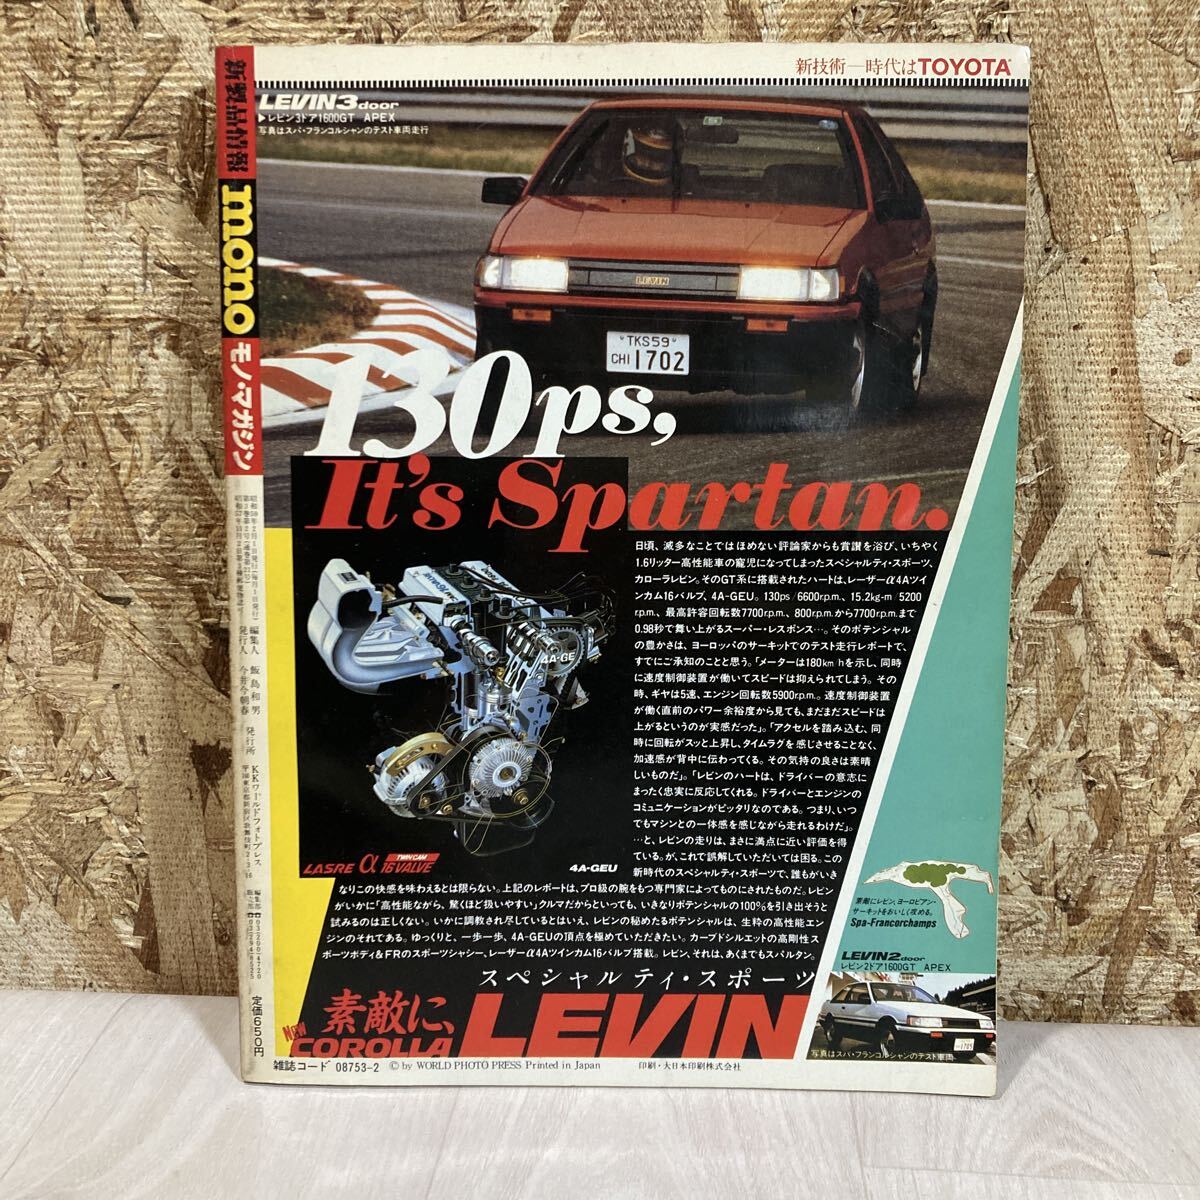 新技術―時代はTOYOTA
LEVIN3door
▶レビン3ドア1600GT APEX
写真はスパ・フランコルシャンのテスト車両走行
LEVIN
TKS59
CHI 1702
130ps,
It's Spartan.
日頃、滅多なことではほめない評論家からも賞讃を浴び、いちやく
1.6リッター高性能車の寵児になってしまったスペシャルティ・スポーツ、
カローラレビン。そのGT系に搭載されたハートは、レーザーα4Aツイ
ンカム16バルブ、4A-GEU。130ps/6600r.p.m.、15.2kg-m 5200
r.p.m.、最高許容回転数7700r.p.m.、800r.p.m.から7700r.p.m.まで
0.98秒で舞い上がるスーパー・レスポンス…。そのポテンシャル
の豊かさは、ヨーロッパのサーキットでのテスト走行レポートで、
すでにご承知のことと思う。「メーターは180km hを示し、同時
に速度制御装置が働いてスピードは抑えられてしまう。その
時、ギヤは5速、エンジン回転数5900r.p.m.。速度制御装置
が働く直前のパワー余裕度から見ても、まだまだスピードは
上がるというのが実感だった」。「アクセルを踏み込む、同
時に回転がスッと上昇し、タイムラグを感じさせることなく、
加速感が背中に伝わってくる。その気持の良さは素晴
しいものだ」。「レビンのハートは、ドライバーの意志に
まったく忠実に反応してくれる。ドライバーとエンジンの
コミュニケーションがピッタリなのである。つまり、いつ
でもマシンとの一体感を感じながら走れるわけだ」。
…と、レビンの走りは、まさに満点に近い評価を得
ている。が、これで誤解していただいては困る。この
新時代のスペシャルティ・スポーツで、誰もがいき
なりこの快感を味わえるとは限らない。上記のレポートは、プロ級の腕をもつ専門家によってものにされたものだ。レビン
がいかに「高性能ながら、驚くほど扱いやすい」クルマだからといっても、いきなりポテンシャルの100%を引き出そうと
試みるのは正しくない。いかに調教され尽しているとはいえ、レビンの秘めたるポテンシャルは、生粋の高性能エン
ジンのそれである。ゆっくりと、一歩一歩、4A-GEUの頂点を極めていただきたい。カーブドシルエットの高剛性ス
ポーツボディ&FRのスポーツシャシー、レーザーα4Aツインカム16バルブ搭載。レビン、それは、あくまでもスパルタン。
4A-GE
LASRE α TWIN CAM 16 VALVE
4A-GEU
素敵にレビン、ヨーロピアン・
サーキットをおいしく攻める。
Spa-Francorchamps
LEVIN2door
レビン2ドア1600GT APEX
写真はスパ・フランコルシャンのテスト車両
スペシャルティ・スポーツ
素敵に、
NEW COROLLA LEVIN
雑誌コード 08753-2 © by WORLD PHOTO PRESS Printed in Japan 印刷・大日本印刷株式会社
新製品情報 mono モノ・マガジン
編集人 飯島和男
発行人 今井今朝春
発行所 KKワールドフォトプレス
定価650円